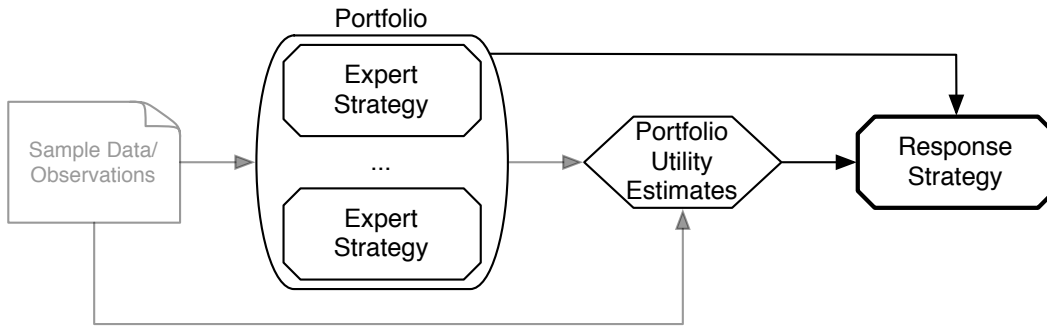 Portfolio
Expert
Strategy
Sample Data/
Observations
...
Expert
Strategy
Portfolio
Utility
Estimates
Response
Strategy